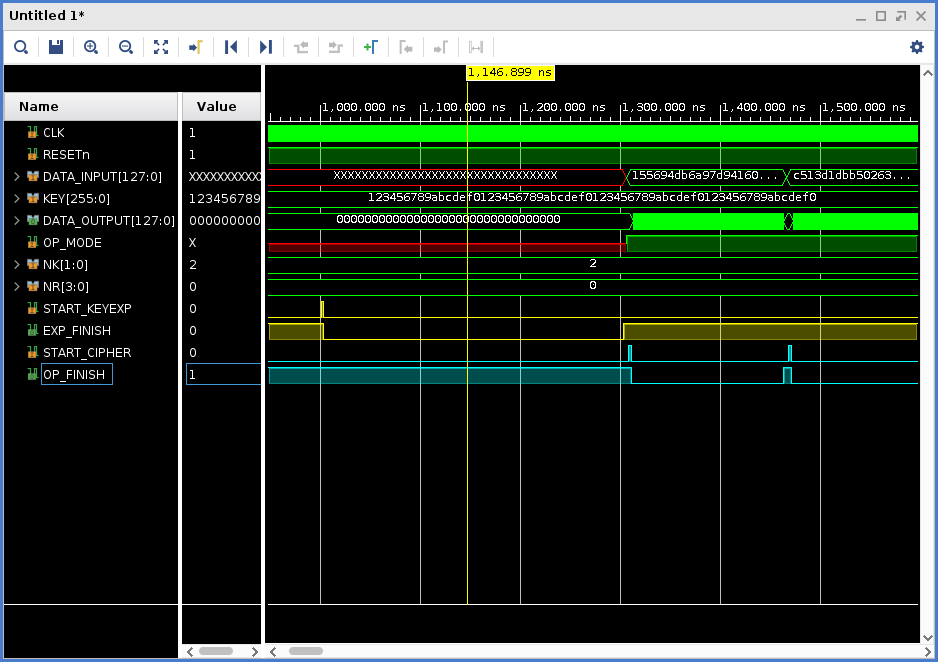 Untitled 1*
1,146.899 ns
Name
Value
1,000.000 ns
1,100.000 ns
1,200.000 ns
1,300.000 ns
1,400.000 ns
1,500.000 ns
CLK
1
RESETn
1
DATA_INPUT[127:0]
XXXXXXXXXX
XXXXXXXXXXXXXXXXXXXXXXXXXXXXXXXX
155694db6a97d94160...
c513d1dbb50263...
KEY[255:0]
123456789
123456789abcdef0123456789abcdef0123456789abcdef0123456789abcdef0
DATA_OUTPUT[127:0]
000000000
00000000000000000000000000000000
OP_MODE
X
NK[1:0]
2
2
NR[3:0]
0
0
START_KEYEXP
0
EXP_FINISH
0
START_CIPHER
0
OP_FINISH
1